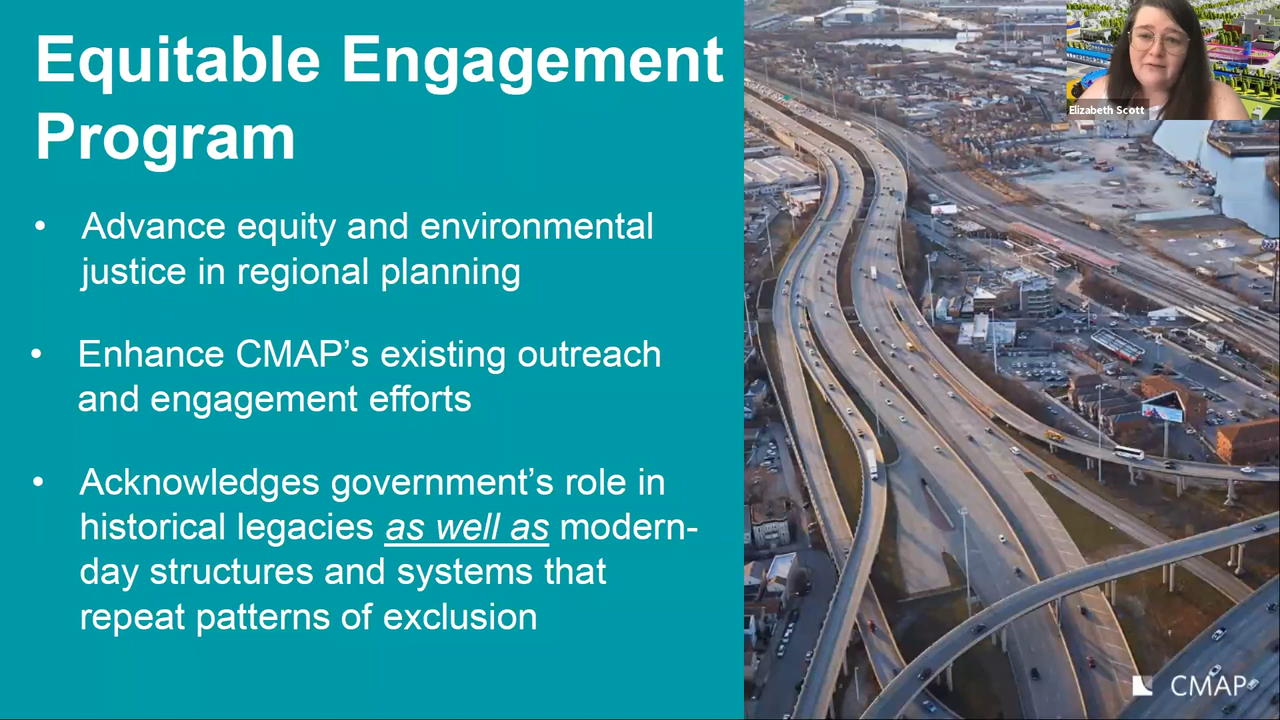 Equitable Engagement
Program
• Advance equity and environmental
justice in regional planning
• Enhance CMAP’s existing outreach
and engagement efforts
• Acknowledges government’s role in
historical legacies as well as modern-
day structures and systems that
repeat patterns of exclusion
Elizabeth Scott
CMAP